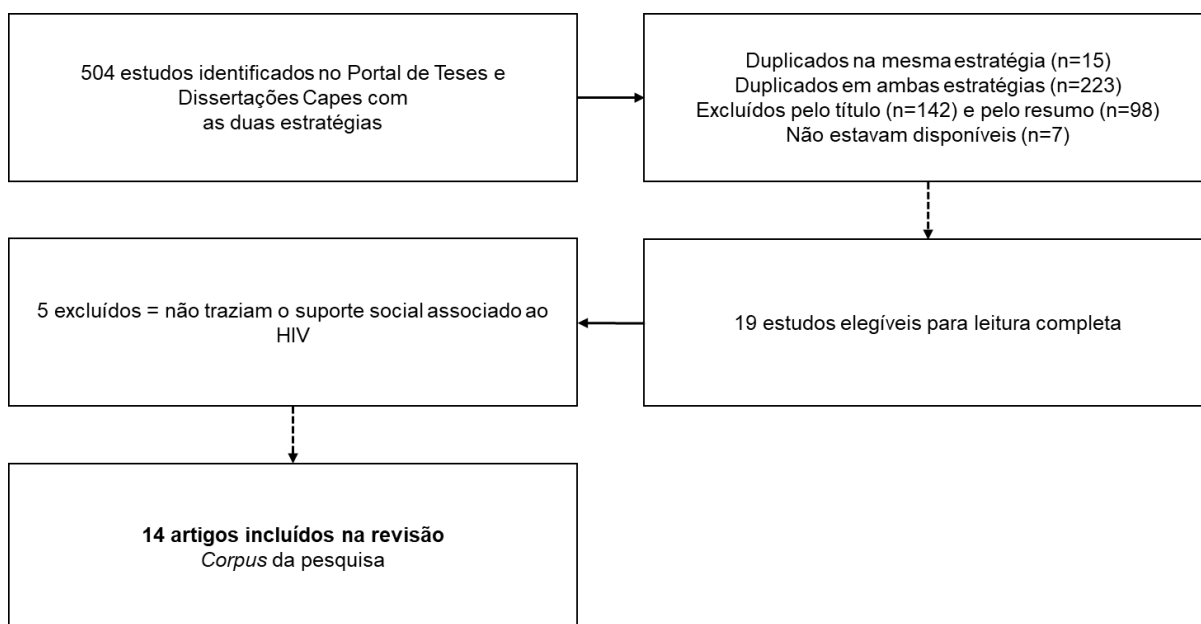 504 estudos identificados no Portal de Teses e
Dissertações Capes com
as duas estratégias
Duplicados na mesma estratégia (n=15)
Duplicados em ambas estratégias (n=223)
Excluídos pelo título (n=142) e pelo resumo (n=98)
Não estavam disponíveis (n=7)
19 estudos elegíveis para leitura completa
5 excluídos = não traziam o suporte social associado ao
HIV
14 artigos incluídos na revisão
Corpus da pesquisa